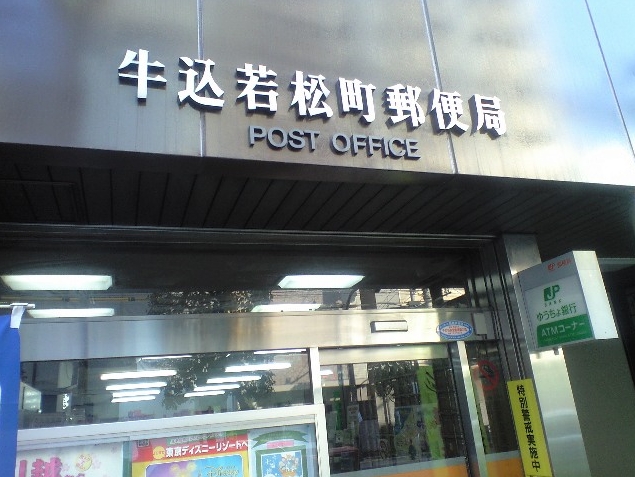 牛込若松町郵便局
POST OFFICE
JP
ゆうちょ銀行
ATMコーナー
特別警戒実施中
東京ディズニーリゾートへ